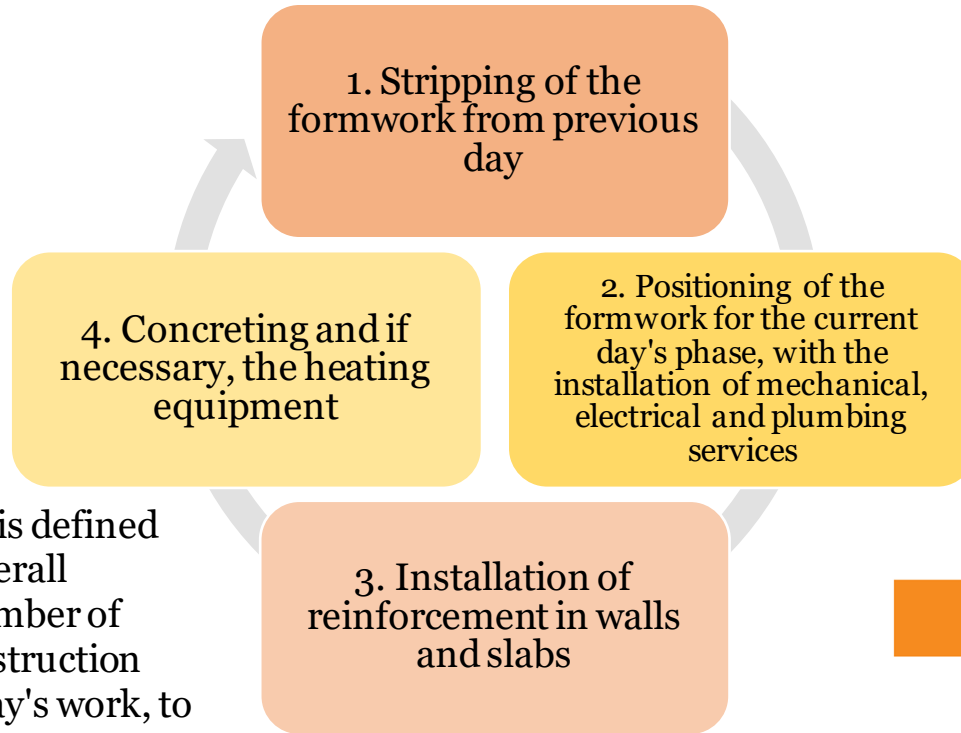 1. Stripping of the
formwork from previous
day
2. Positioning of the
formwork for the current
day's phase, with the
installation of mechanical,
electrical and plumbing
services
3. Installation of
reinforcement in walls
and slabs
4. Concreting and if
necessary, the heating
equipment
is defined
erall
mber of
struction
ay's work, to